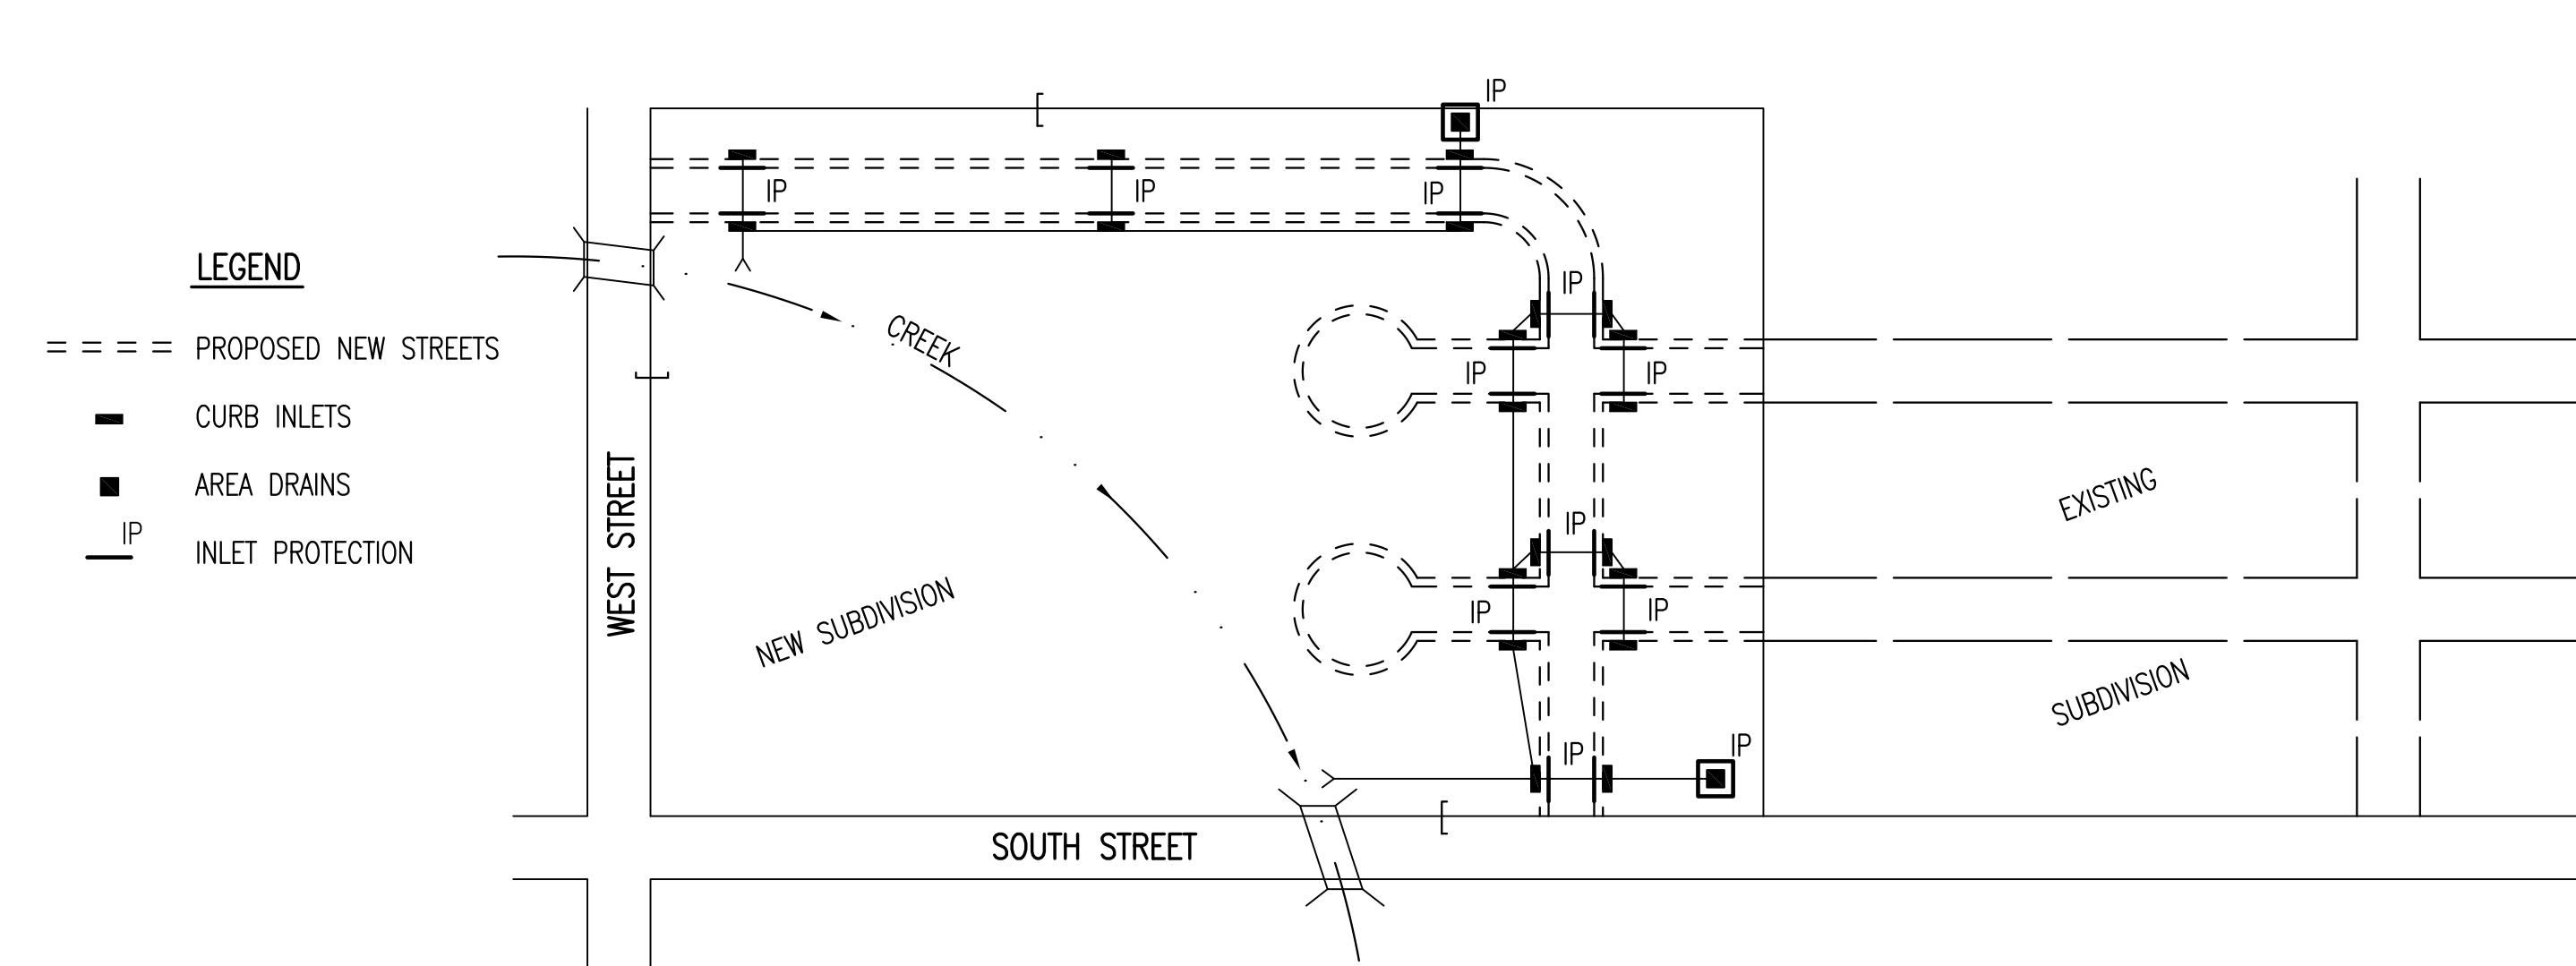 IP
IP
IP
IP
LEGEND
PROPOSED NEW STREETS
CURB INLETS
AREA DRAINS
IP
INLET PROTECTION
WEST STREET
CREEK
NEW SUBDIVISION
IP
IP
IP
IP
IP
IP
IP
IP
EXISTING
SUBDIVISION
SOUTH STREET